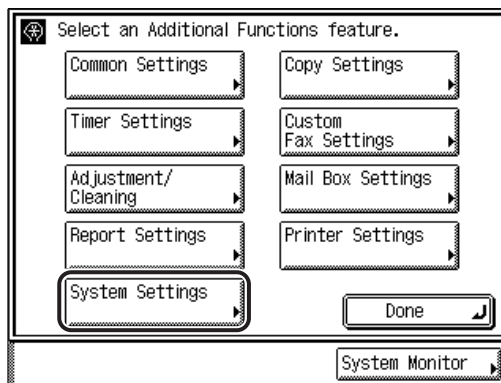 Select an Additional Functions feature.
Common Settings
Copy Settings
Timer Settings
Custom
Fax Settings
Adjustment/
Cleaning
Mail Box Settings
Report Settings
Printer Settings
System Settings
Done
System Monitor